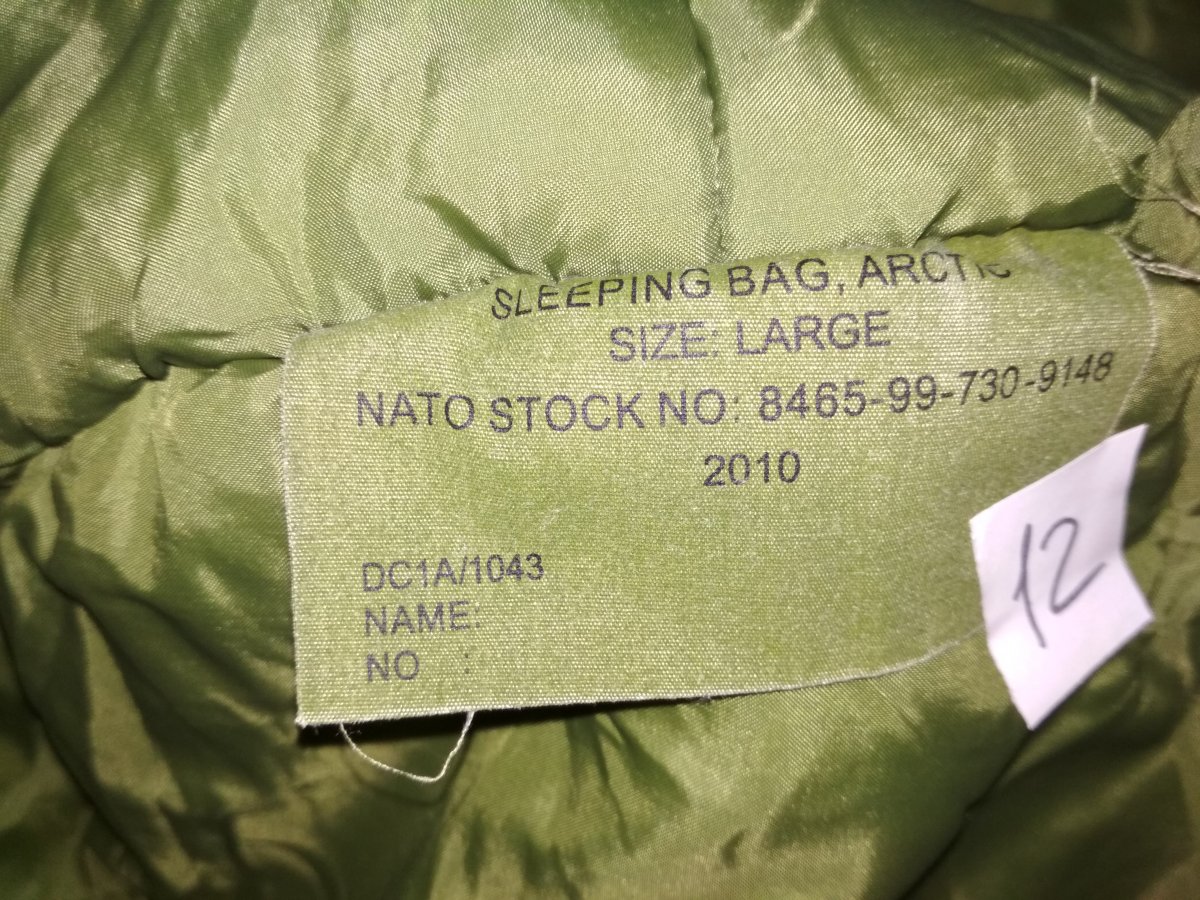 SLEEPING BAG, ARCTIC
SIZE: LARGE
NATO STOCK NO: 8465-99-730-9148
2010
DC1A/1043
NAME:
NO :
12